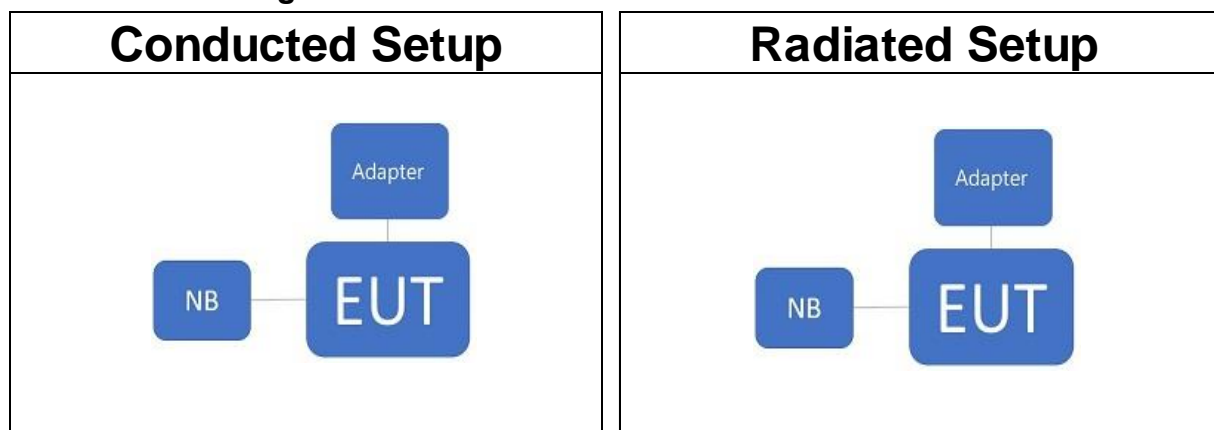 Conducted Setup
Adapter
NB
EUT
Radiated Setup
Adapter
NB
EUT